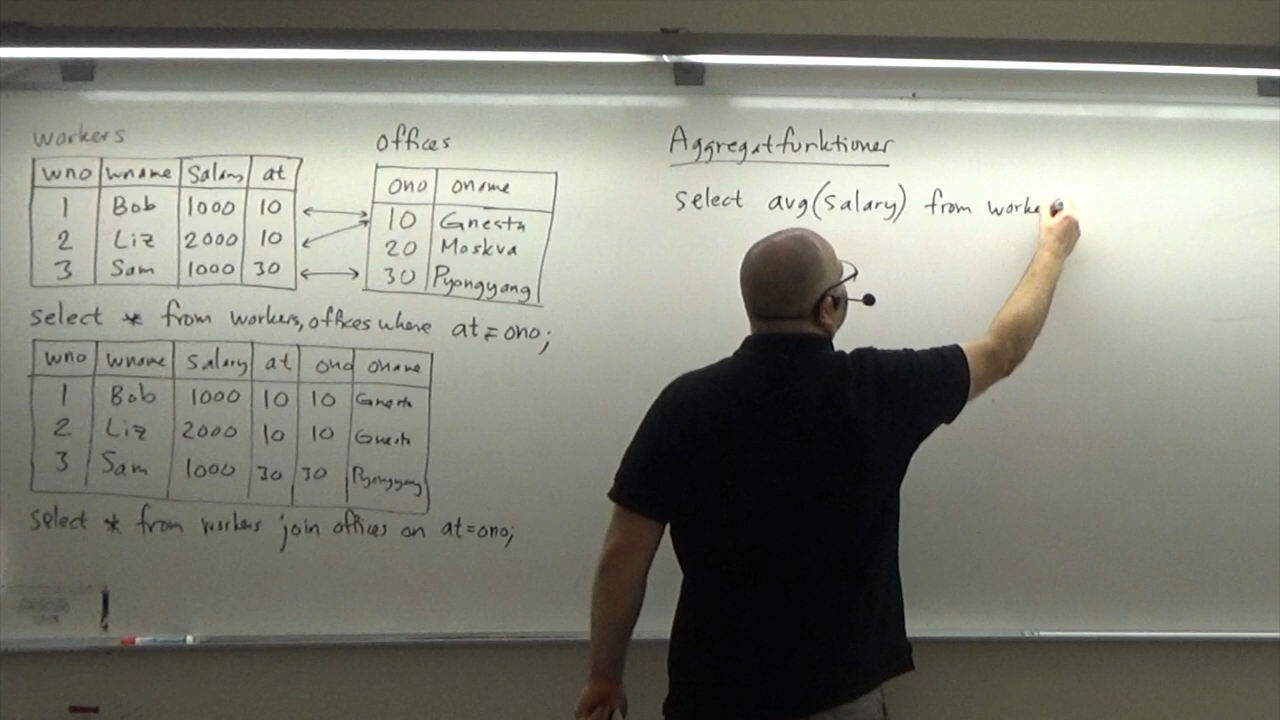 workers
wno wname Salary at
1 Bob 1000 10
2 Liz 2000 10
3 Sam 1000 30
offices
ono oname
10 Gnesta
20 Moskva
30 Pyongyang
select * from workers, offices where at = ono;
wno wname Salary at ono oname
1 Bob 1000 10 10 Gnesta
2 Liz 2000 10 10 Gnesta
3 Sam 1000 30 30 Pyongyang
select * from workers join offices on at=ono;
Aggregatfunktioner
select avg(salary) from worke